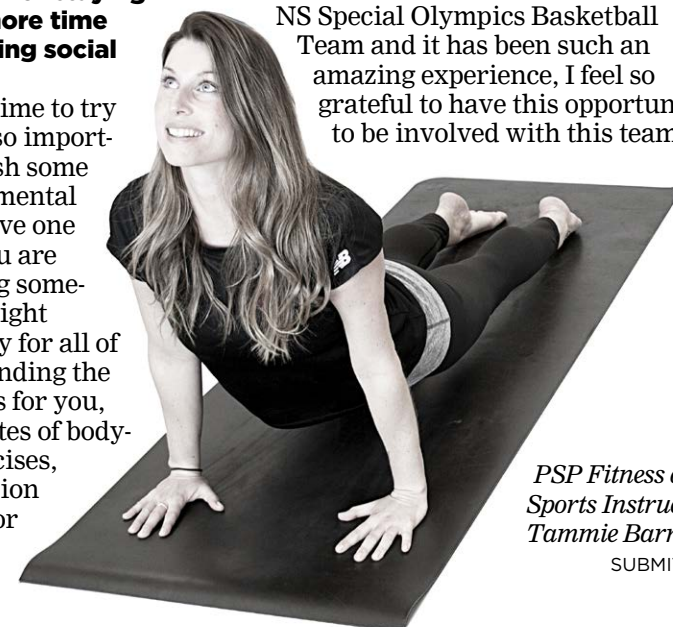 more time
ing social
ime to try
so import-
sh some
mental
ve one
u are
g some-
ight
y for all of
nding the
s for you,
tes of body-
cises,
ion
or
NS Special Olympics Basketball
Team and it has been such an
amazing experience, I feel so
grateful to have this opportun
to be involved with this team
NB
PSP Fitness
Sports Instruc
Tammie Barr
SUBMIT